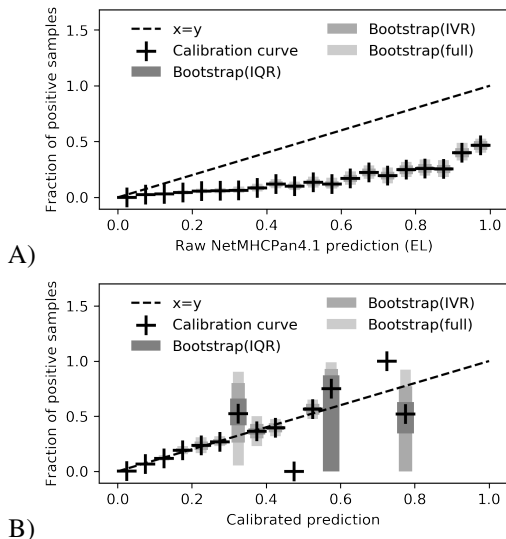 x=y
Calibration curve
Bootstrap(IQR)
Bootstrap(IVR)
Bootstrap(full)
Fraction of positive samples
1.5
1.0
0.5
0.0
0.0 0.2 0.4 0.6 0.8 1.0
Raw NetMHCPan4.1 prediction (EL)
A)
x=y
Calibration curve
Bootstrap(IQR)
Bootstrap(IVR)
Bootstrap(full)
Fraction of positive samples
1.5
1.0
0.5
0.0
0.0 0.2 0.4 0.6 0.8 1.0
Calibrated prediction
B)